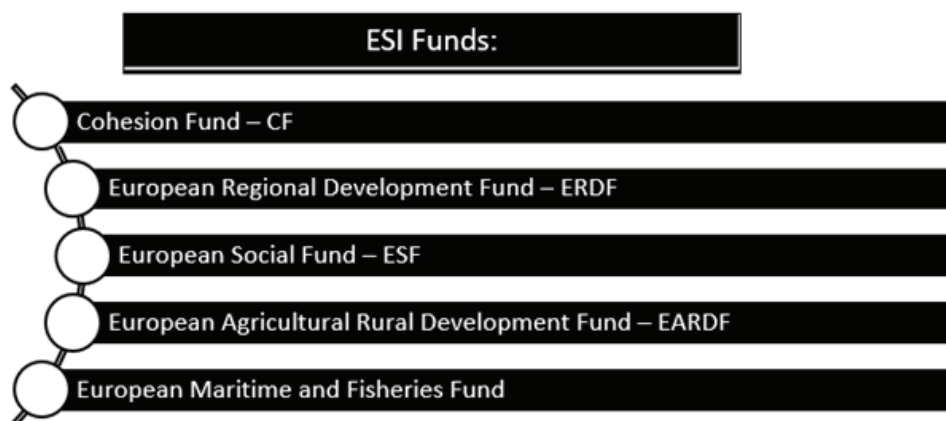 ESI Funds:
Cohesion Fund – CF
European Regional Development Fund – ERDF
European Social Fund – ESF
European Agricultural Rural Development Fund – EARDF
European Maritime and Fisheries Fund